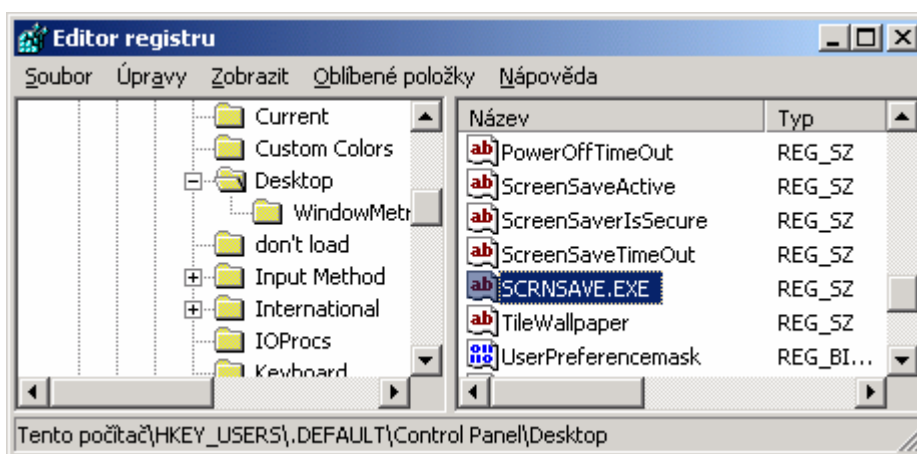 Editor registru
Soubor Úpravy Zobrazit Oblíbené položky Nápověda
Current
Custom Colors
Desktop
WindowMetr
don't load
Input Method
International
IOProcs
Keyboard
Název Typ
PowerOffTimeOut REG_SZ
ScreenSaveActive REG_SZ
ScreenSaverIsSecure REG_SZ
ScreenSaveTimeOut REG_SZ
SCRNSAVE.EXE REG_SZ
TileWallpaper REG_SZ
UserPreferencemask REG_BI...
Tento počítač\HKEY_USERS\.DEFAULT\Control Panel\Desktop